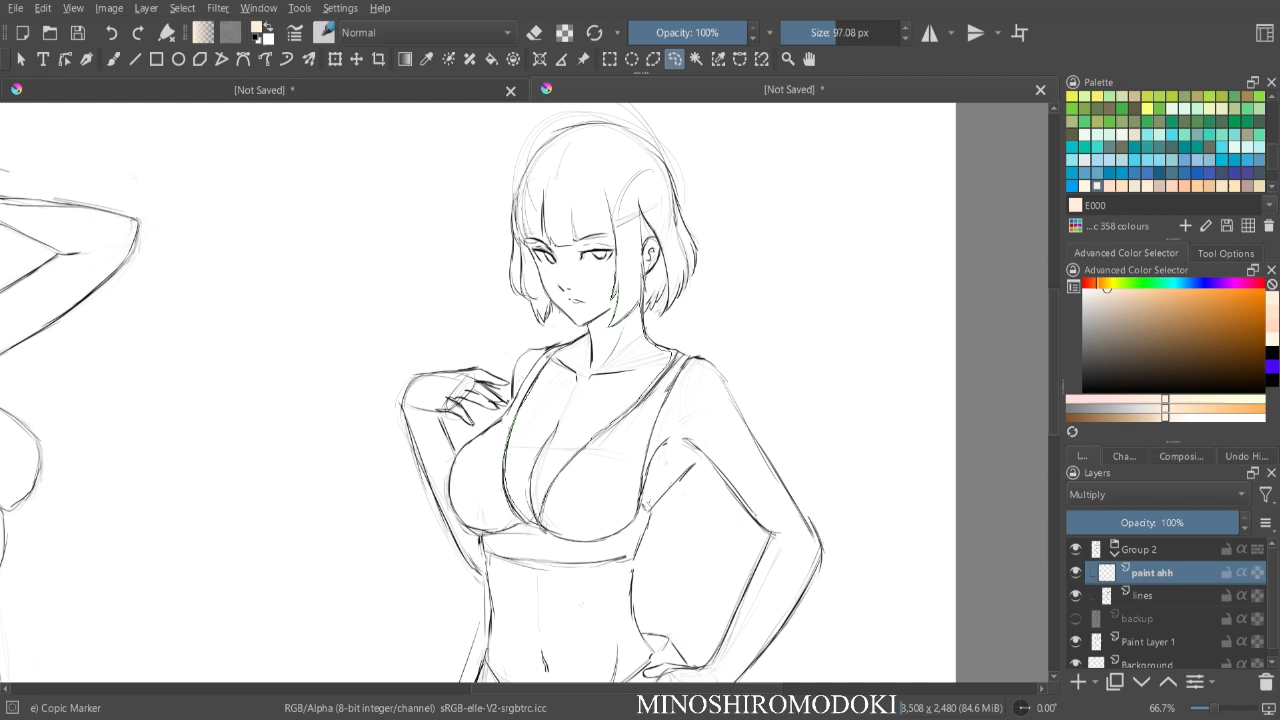 File Edit View Image Layer Select Filter Window Tools Settings Help
Normal Opacity: 100% Size: 97.08 px
[Not Saved] *
[Not Saved] *
Palette
E000
...c 358 colours
Advanced Color Selector Tool Options
Advanced Color Selector
L... Cha... Composi... Undo Hi...
Layers
Multiply
Opacity: 100%
Group 2
paint ahh
lines
backup
Paint Layer 1
Background
e) Copic Marker RGB/Alpha (8-bit integer/channel) sRGB-elle-V2-srgbtrc.icc MINOSHIROMODOKI 3,508 x 2,480 (84.6 MiB) 0.00° 66.7%